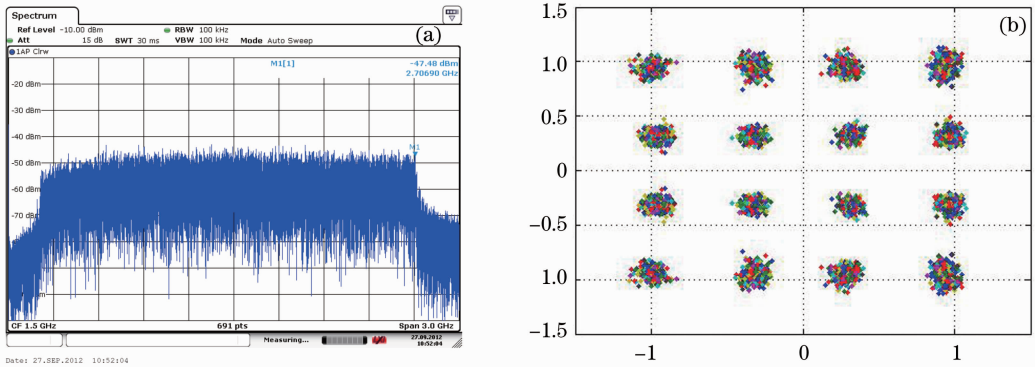 Spectrum
Ref Level -10.00 dBm RBW 100 kHz
Att 15 dB SWT 30 ms VBW 100 kHz Mode Auto Sweep
(a)
1AP Clrw
M1[1] -47.48 dBm
2.70690 GHz
-20 dBm
-30 dBm
-40 dBm
M1
-50 dBm
-60 dBm
-70 dBm
CF 1.5 GHz 691 pts Span 3.0 GHz
Measuring... 27.09.2012
10:52:04
Date: 27.SEP.2012 10:52:04
(b)
1.5
1.0
0.5
0
-0.5
1.0
-1.5
-1 0 1